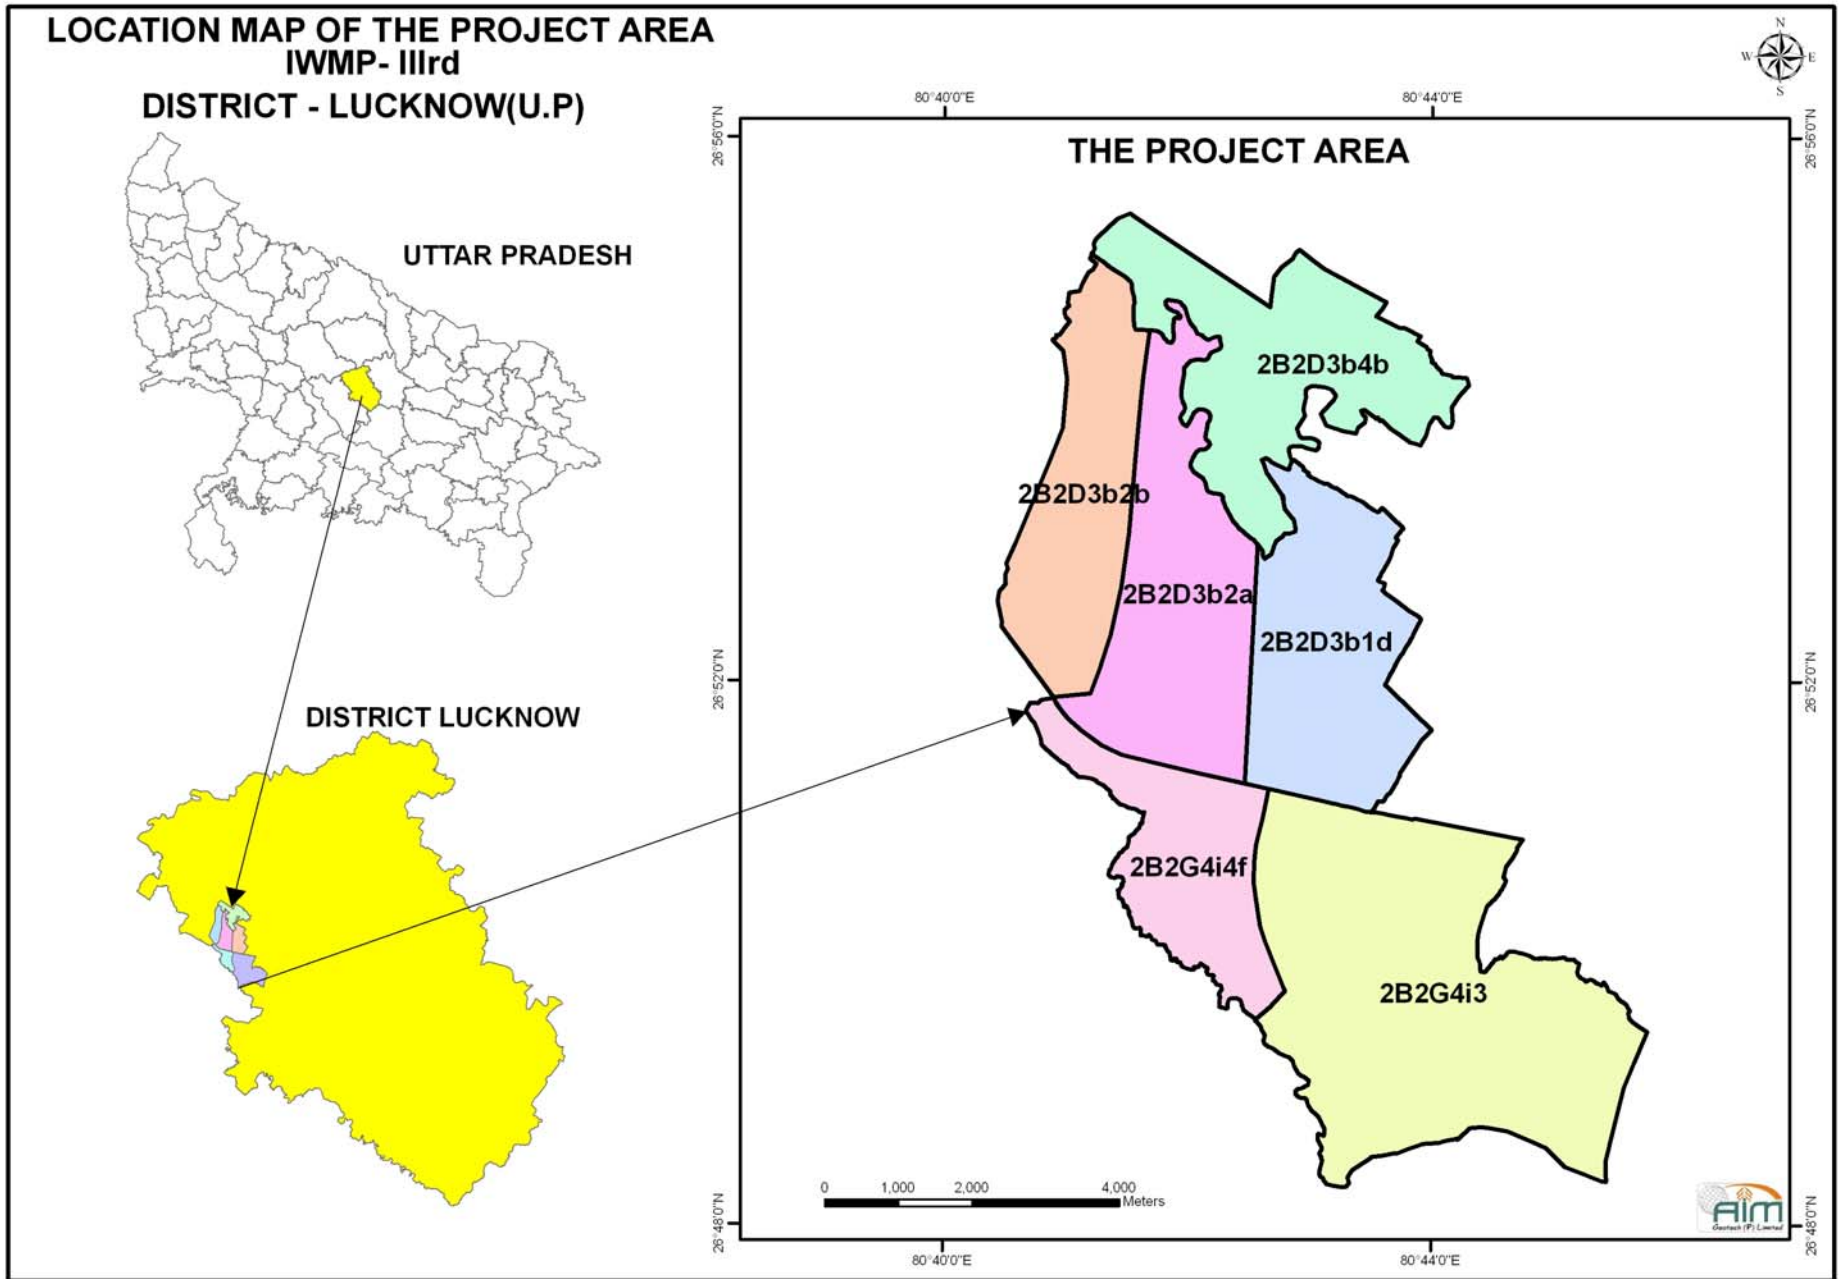 LOCATION MAP OF THE PROJECT AREA
IWMP- IIIrd
DISTRICT - LUCKNOW(U.P)
N
W
E
S
80°40'0"E
80°44'0"E
26°56'0"N
26°56'0"N
THE PROJECT AREA
UTTAR PRADESH
2B2D3b4b
2B2D3b2b
2B2D3b2a
2B2D3b1d
26°52'0"N
26°52'0"N
DISTRICT LUCKNOW
2B2G4i4f
2B2G4i3
0 1,000 2,000 4,000
Meters
AIM
Geotech (P) Limited
26°48'0"N
26°48'0"N
80°40'0"E
80°44'0"E